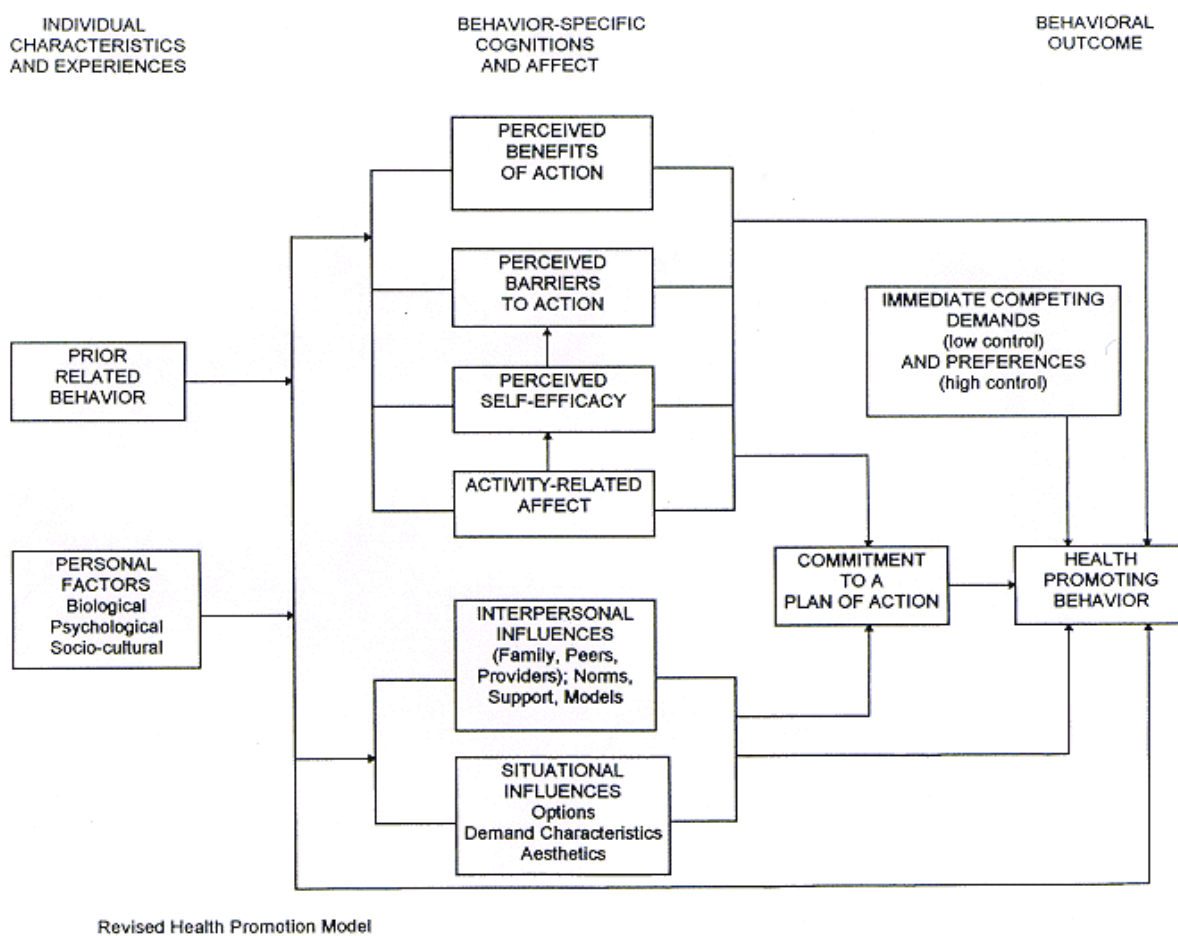 INDIVIDUAL
CHARACTERISTICS
AND EXPERIENCES
BEHAVIOR-SPECIFIC
COGNITIONS
AND AFFECT
BEHAVIORAL
OUTCOME
PERCEIVED
BENEFITS
OF ACTION
PERCEIVED
BARRIERS
TO ACTION
IMMEDIATE COMPETING
DEMANDS
(low control)
AND PREFERENCES
(high control)
PRIOR
RELATED
BEHAVIOR
PERCEIVED
SELF-EFFICACY
ACTIVITY-RELATED
AFFECT
PERSONAL
FACTORS
Biological
Psychological
Socio-cultural
COMMITMENT
TO A
PLAN OF ACTION
HEALTH
PROMOTING
BEHAVIOR
INTERPERSONAL
INFLUENCES
(Family, Peers,
Providers); Norms,
Support, Models
SITUATIONAL
INFLUENCES
Options
Demand Characteristics
Aesthetics
Revised Health Promotion Model